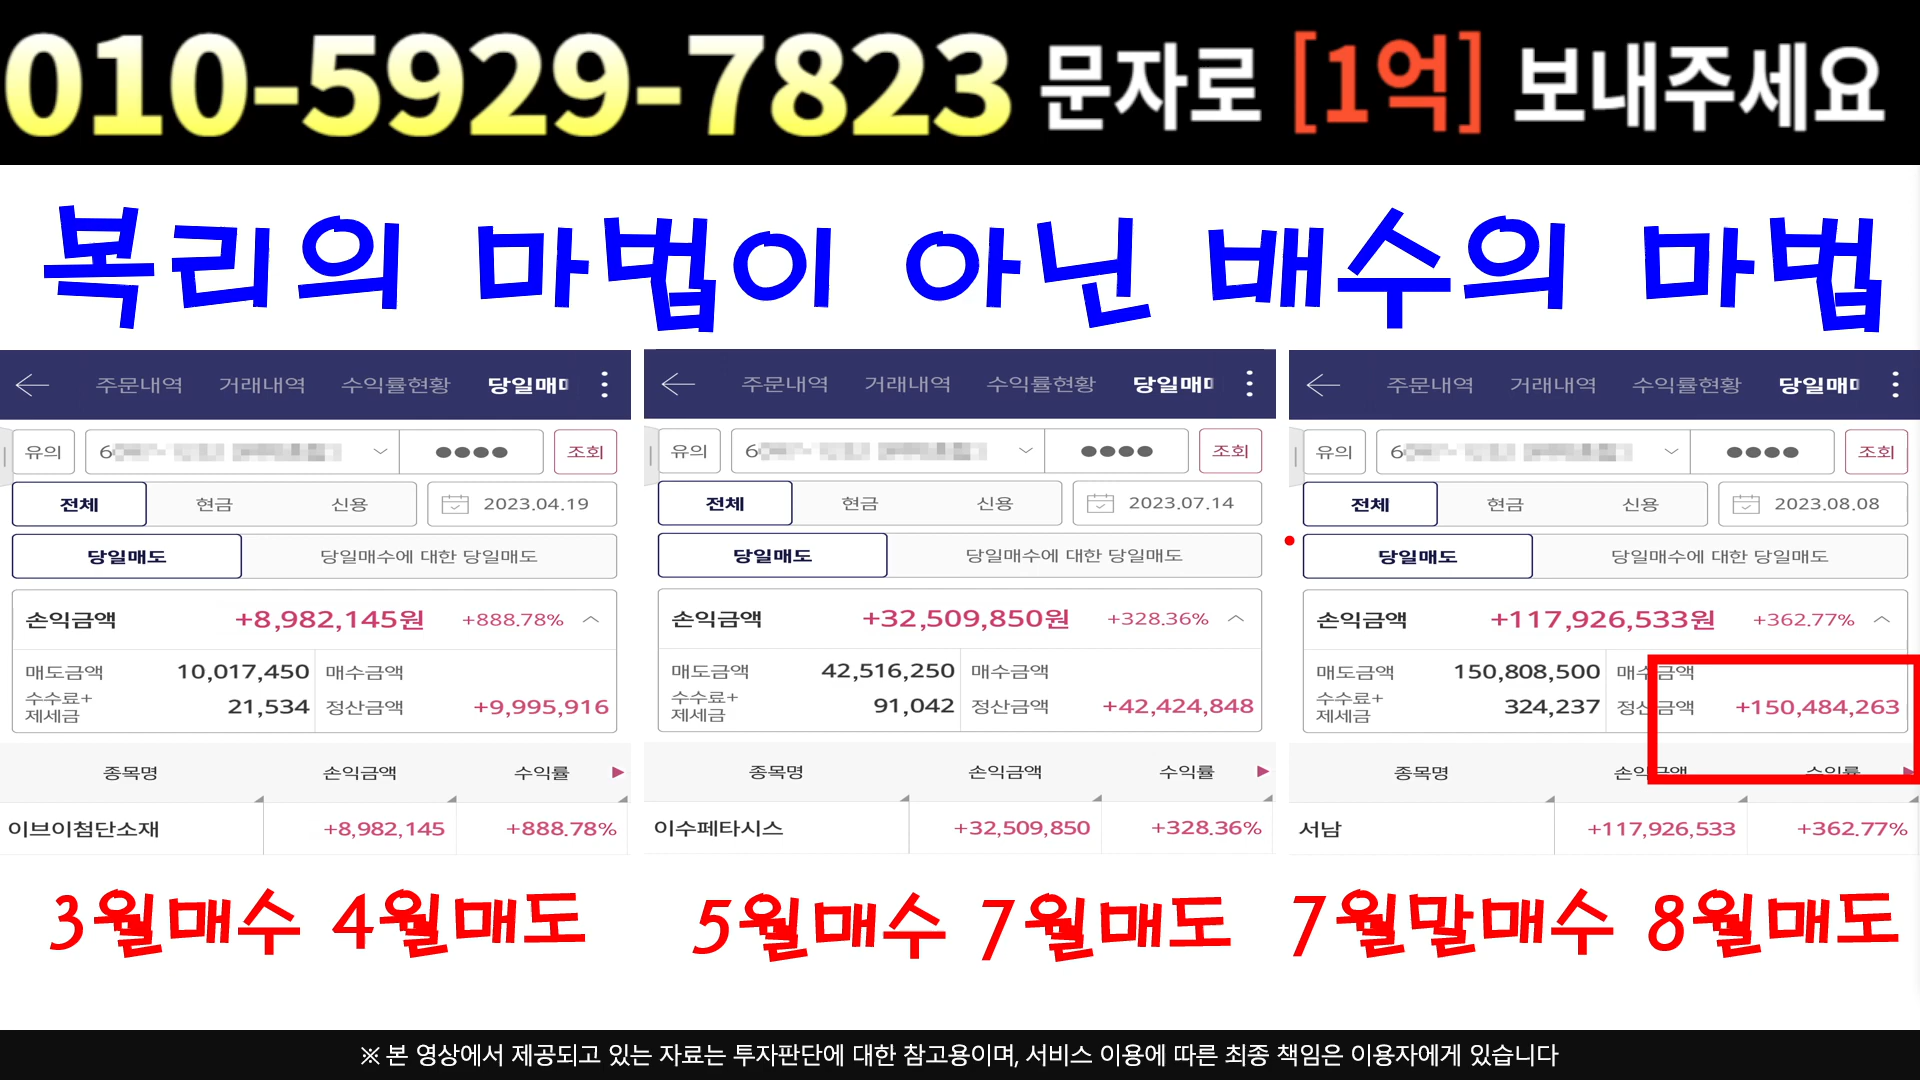 010-5929-7823 문자로 [1억] 보내주세요
복리의 마법이 아닌 배수의 마법
주문내역 거래내역 수익률현황 당일매
유의 6 ●●●● 조회
전체 현금 신용 2023.04.19
당일매도 당일매수에 대한 당일매도
손익금액 +8,982,145원 +888.78%
매도금액 10,017,450 매수금액
수수료+
제세금 21,534 정산금액 +9,995,916
종목명 손익금액 수익률
이브이첨단소재 +8,982,145 +888.78%
3월매수 4월매도
주문내역 거래내역 수익률현황 당일매
유의 6 ●●●● 조회
전체 현금 신용 2023.07.14
당일매도 당일매수에 대한 당일매도
손익금액 +32,509,850원 +328.36%
매도금액 42,516,250 매수금액
수수료+
제세금 91,042 정산금액 +42,424,848
종목명 손익금액 수익률
이수페타시스 +32,509,850 +328.36%
5월매수 7월매도
주문내역 거래내역 수익률현황 당일매
유의 6 ●●●● 조회
전체 현금 신용 2023.08.08
당일매도 당일매수에 대한 당일매도
손익금액 +117,926,533원 +362.77%
매도금액 150,808,500 매수금액
수수료+
제세금 324,237 정산금액 +150,484,263
종목명 손익금액 수익률
서남 +117,926,533 +362.77%
7월말매수 8월매도
※ 본 영상에서 제공되고 있는 자료는 투자판단에 대한 참고용이며, 서비스 이용에 따른 최종 책임은 이용자에게 있습니다